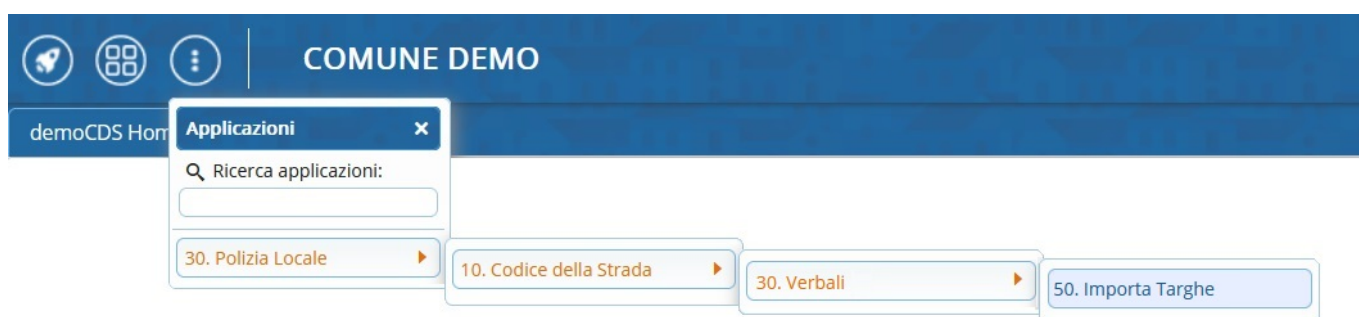 COMUNE DEMO
demoCDS Hom
Applicazioni
Ricerca applicazioni:
30. Polizia Locale
10. Codice della Strada
30. Verbali
50. Importa Targhe